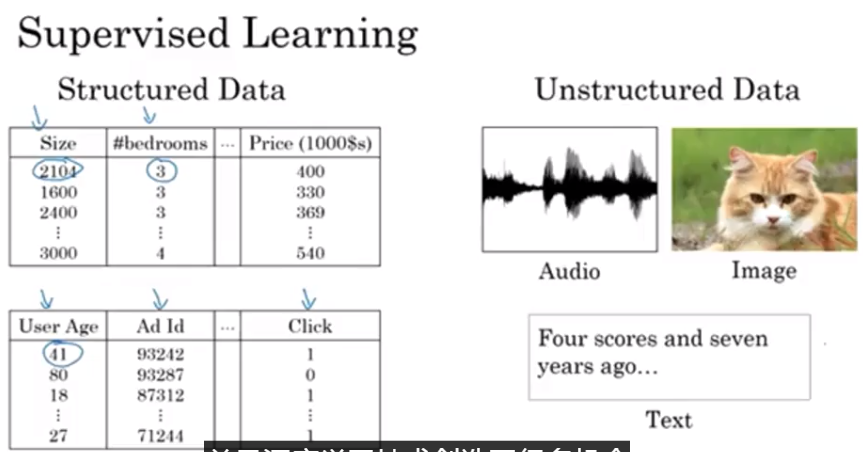 Supervised Learning
Structured Data
Size #bedrooms ... Price (1000$s)
2104 3 400
1600 3 330
2400 3 369
⋮ ⋮ ⋮
3000 4 540
User Age Ad Id ... Click
41 93242 1
80 93287 0
18 87312 1
⋮ ⋮ ⋮
27 71244 1
Unstructured Data
Audio
Image
Four scores and seven
years ago...
Text